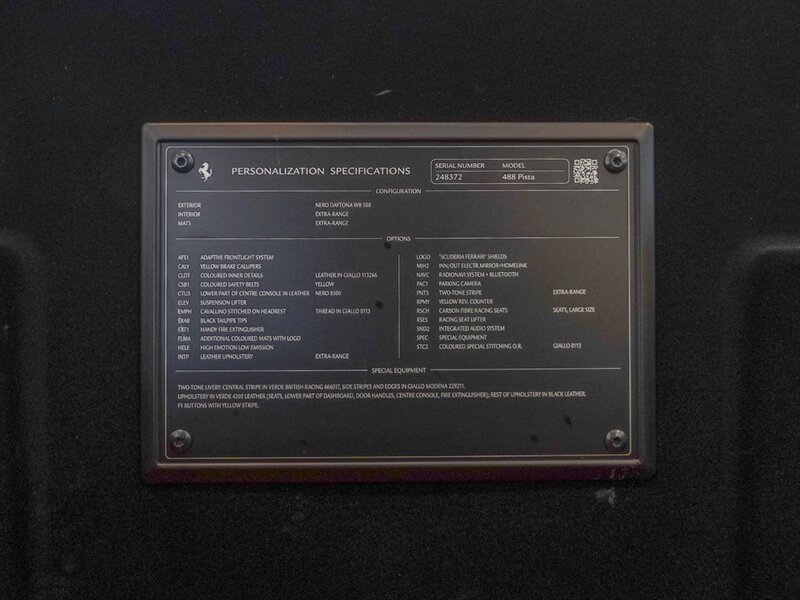 PERSONALIZATION SPECIFICATIONS
SERIAL NUMBER MODEL
248372 488 Pista
CONFIGURATION
EXTERIOR NERO DAYTONA WB 508
INTERIOR EXTRA-RANGE
MATS EXTRA-RANGE
OPTIONS
AFS1 ADAPTIVE FRONTLIGHT SYSTEM
CALY YELLOW BRAKE CALLIPERS
CLDT COLOURED INNER DETAILS LEATHER IN GIALLO 113266
CSB1 COLOURED SAFETY BELTS YELLOW
CTU3 LOWER PART OF CENTRE CONSOLE IN LEATHER NERO 8500
ELEV SUSPENSION LIFTER
EMPH CAVALLINO STITCHED ON HEADREST THREAD IN GIALLO 0113
EXAB BLACK TAILPIPE TIPS
EXT1 HANDY FIRE EXTINGUISHER
FLMA ADDITIONAL COLOURED MATS WITH LOGO
HELE HIGH EMOTION LOW EMISSION
INTP LEATHER UPHOLSTERY EXTRA-RANGE
LOGO 'SCUDERIA FERRARI' SHIELDS
MIH2 INN/OUT ELECTR.MIRROR+HOMELINK
NAVC RADIONAVI SYSTEM + BLUETOOTH
PAC1 PARKING CAMERA
PNT3 TWO-TONE STRIPE EXTRA-RANGE
RPMY YELLOW REV. COUNTER
RSCH CARBON FIBRE RACING SEATS SEATS, LARGE SIZE
RSES RACING SEAT LIFTER
SND2 INTEGRATED AUDIO SYSTEM
SPEC SPECIAL EQUIPMENT
STC2 COLOURED SPECIAL STITCHING O.R. GIALLO 0113
SPECIAL EQUIPMENT
TWO-TONE LIVERY: CENTRAL STRIPE IN VERDE BRITISH RACING 666017, SIDE STRIPES AND EDGES IN GIALLO MODENA 229211.
UPHOLSTERY IN VERDE 4305 LEATHER (SEATS, LOWER PART OF DASHBOARD, DOOR HANDLES, CENTRE CONSOLE, FIRE EXTINGUISHER); REST OF UPHOLSTERY IN BLACK LEATHER.
F1 BUTTONS WITH YELLOW STRIPE.